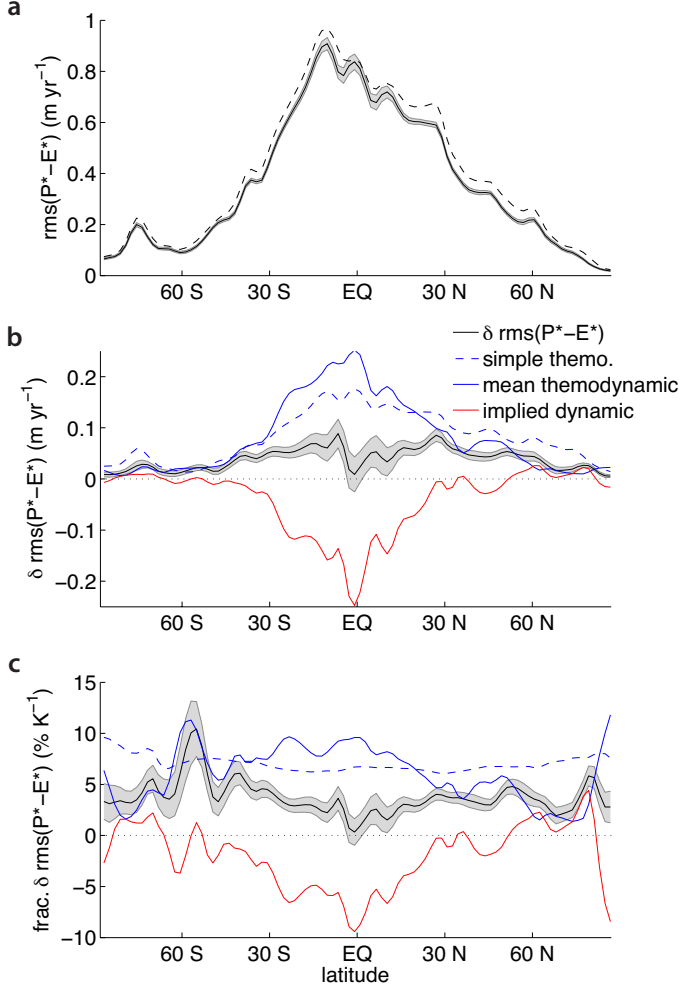 a
rms(P*−E*) (m yr⁻¹)
1
0.8
0.6
0.4
0.2
0
60 S
30 S
EQ
30 N
60 N
b
δ rms(P*−E*)
simple themo.
mean themodynamic
implied dynamic
δ rms(P*−E*) (m yr⁻¹)
0.2
0.1
0
−0.1
−0.2
60 S
30 S
EQ
30 N
60 N
c
frac. δ rms(P*−E*) (% K⁻¹)
15
10
5
0
−5
−10
60 S
30 S
EQ
30 N
60 N
latitude